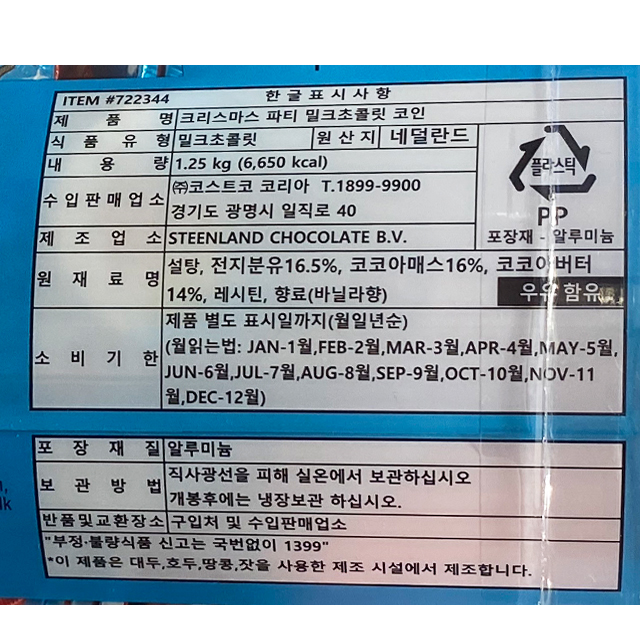 ITEM #722344 한글표시사항
제품명 크리스마스 파티 밀크초콜릿 코인
식품유형 밀크초콜릿 원산지 네덜란드
내용량 1.25 kg (6,650 kcal)
플라스틱
PP
포장재 - 알루미늄
수입판매업소 ㈜코스트코 코리아 T.1899-9900
경기도 광명시 일직로 40
제조업소 STEENLAND CHOCOLATE B.V.
원재료명 설탕, 전지분유16.5%, 코코아매스16%, 코코아버터
14%, 레시틴, 향료(바닐라향) 우유 함유
소비기한 제품 별도 표시일까지(월일년순)
(월읽는법: JAN-1월,FEB-2월,MAR-3월,APR-4월,MAY-5월,
JUN-6월,JUL-7월,AUG-8월,SEP-9월,OCT-10월,NOV-11
월,DEC-12월)
포장재질 알루미늄
보관방법 직사광선을 피해 실온에서 보관하십시오
개봉후에는 냉장보관 하십시오.
반품및교환장소 구입처 및 수입판매업소
"부정·불량식품 신고는 국번없이 1399"
*이 제품은 대두,호두,땅콩,잣을 사용한 제조 시설에서 제조합니다.